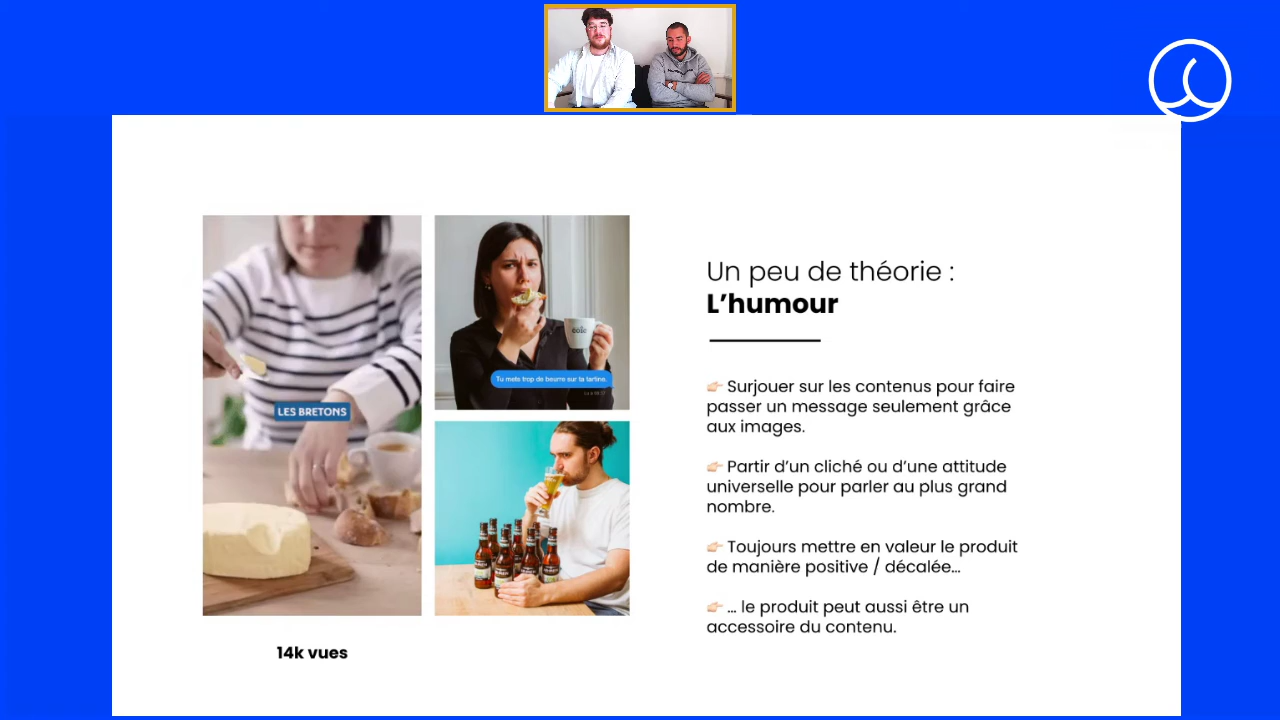 Un peu de théorie :
L’humour
👉🏻 Surjouer sur les contenus pour faire
passer un message seulement grâce
aux images.
👉🏻 Partir d’un cliché ou d’une attitude
universelle pour parler au plus grand
nombre.
👉🏻 Toujours mettre en valeur le produit
de manière positive / décalée…
👉🏻 … le produit peut aussi être un
accessoire du contenu.
LES BRETONS
Tu mets trop de beurre sur ta tartine.
14k vues